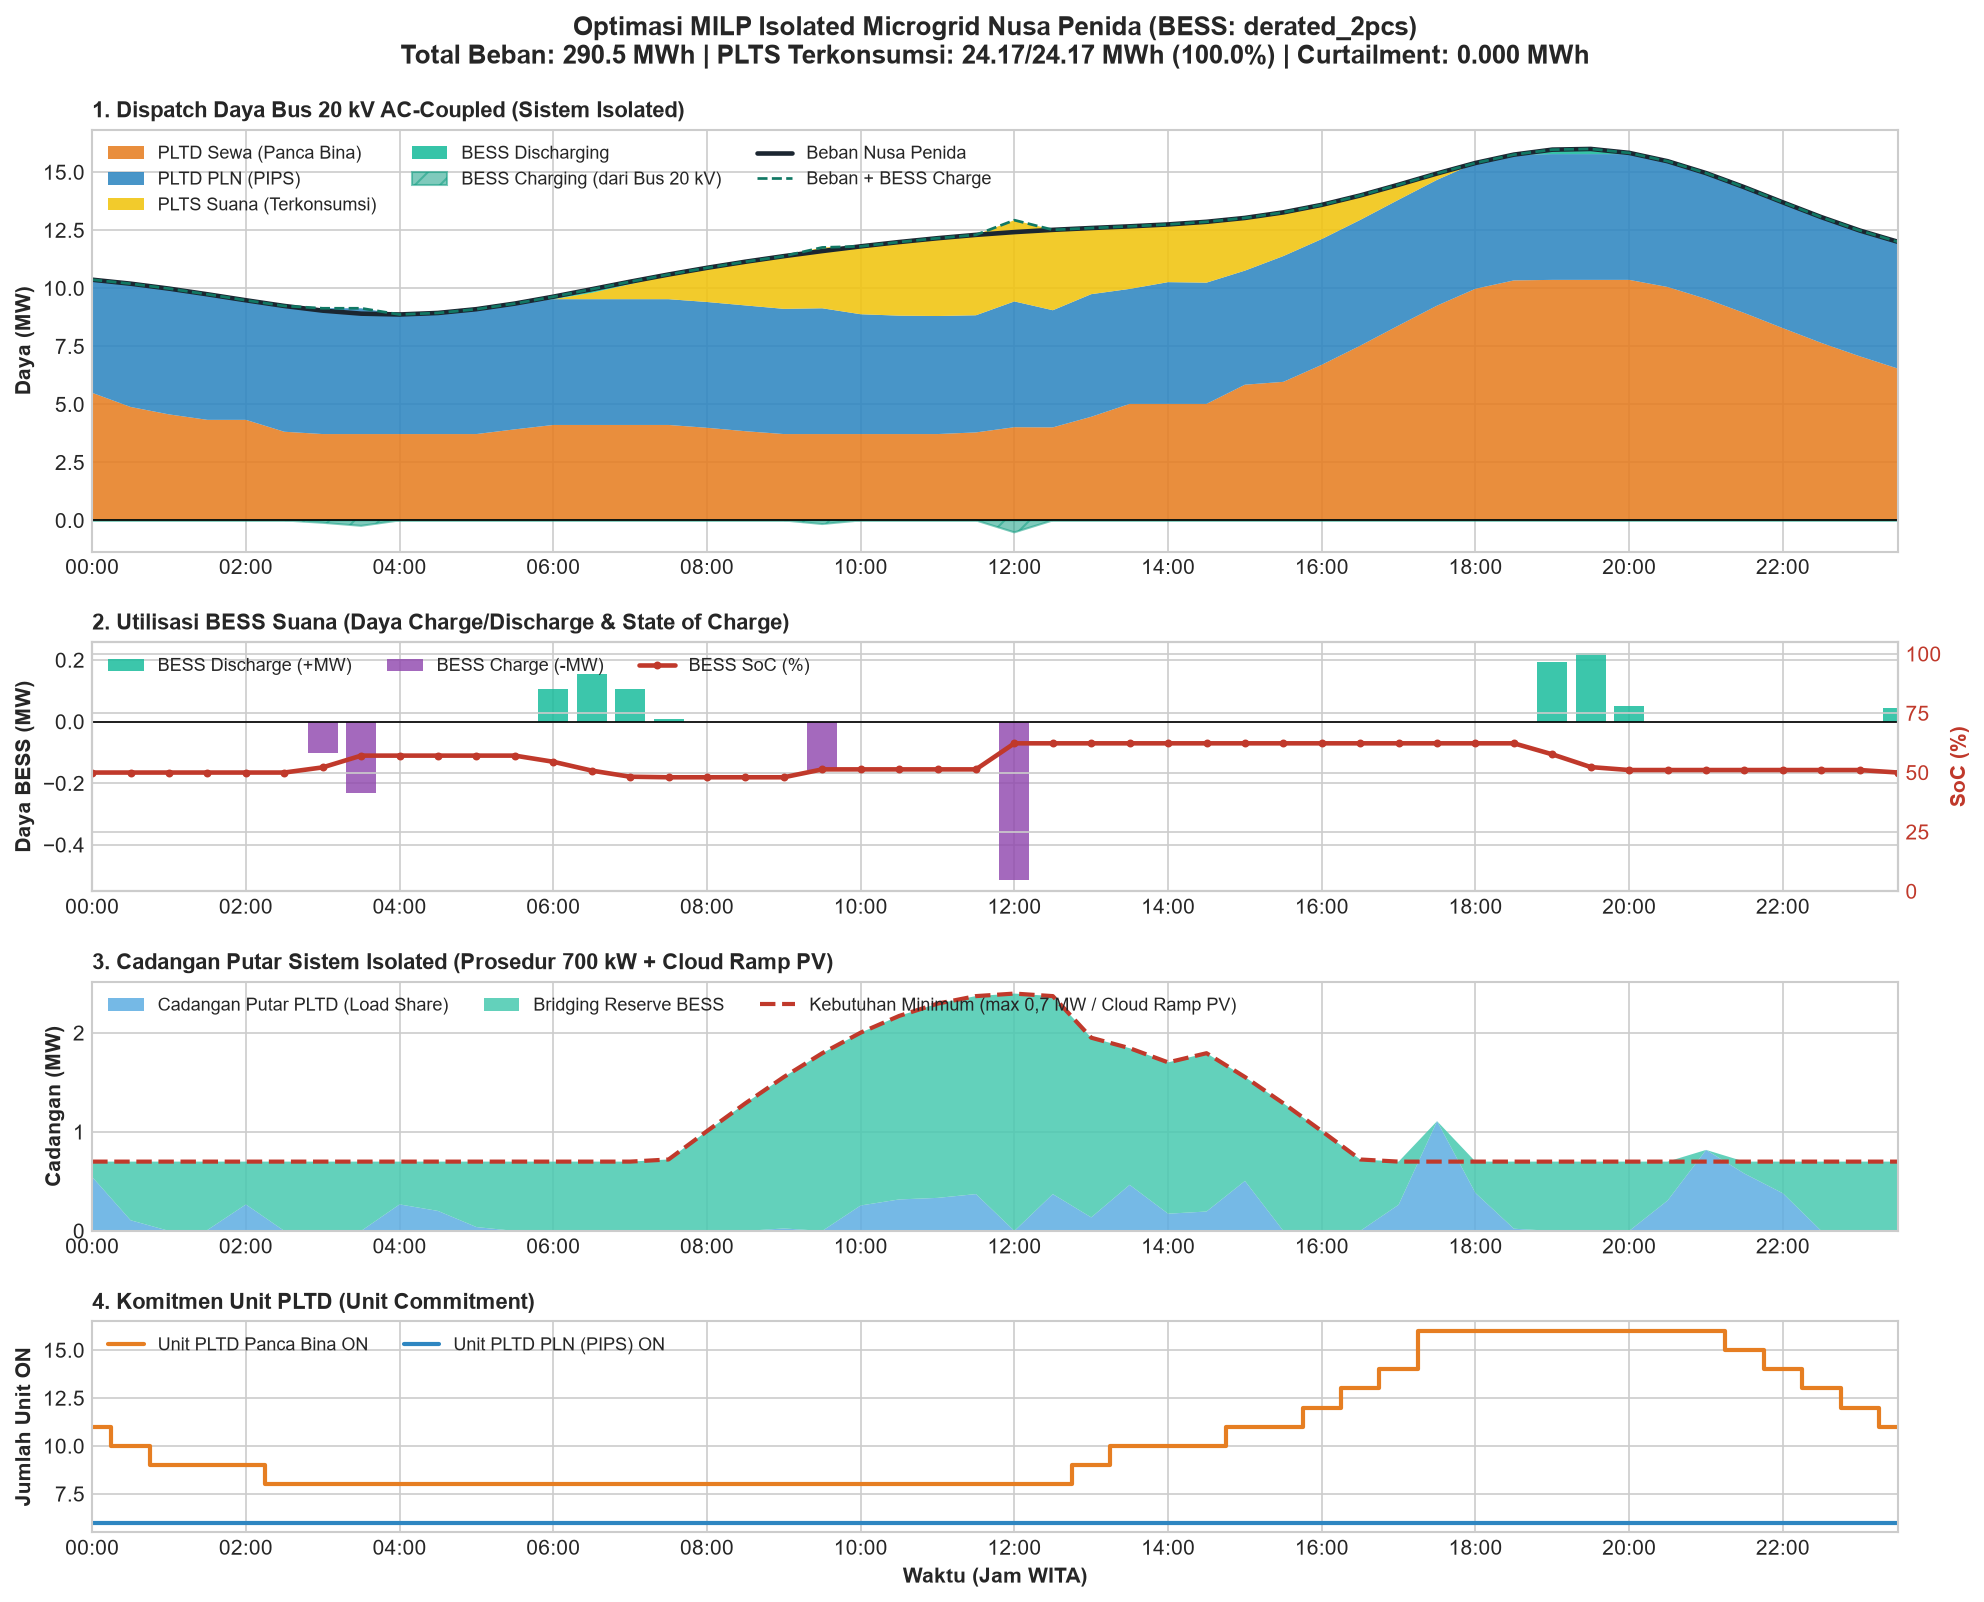 Optimasi MILP Isolated Microgrid Nusa Penida (BESS: derated_2pcs)
Total Beban: 290.5 MWh | PLTS Terkonsumsi: 24.17/24.17 MWh (100.0%) | Curtailment: 0.000 MWh
1. Dispatch Daya Bus 20 kV AC-Coupled (Sistem Isolated)
PLTD Sewa (Panca Bina)
PLTD PLN (PIPS)
PLTS Suana (Terkonsumsi)
BESS Discharging
BESS Charging (dari Bus 20 kV)
Beban Nusa Penida
Beban + BESS Charge
Daya (MW)
15.0
12.5
10.0
7.5
5.0
2.5
0.0
00:00 02:00 04:00 06:00 08:00 10:00 12:00 14:00 16:00 18:00 20:00 22:00
2. Utilisasi BESS Suana (Daya Charge/Discharge & State of Charge)
BESS Discharge (+MW) BESS Charge (-MW) BESS SoC (%)
Daya BESS (MW)
0.2
0.0
−0.2
−0.4
100
75
50
25
0
SoC (%)
00:00 02:00 04:00 06:00 08:00 10:00 12:00 14:00 16:00 18:00 20:00 22:00
3. Cadangan Putar Sistem Isolated (Prosedur 700 kW + Cloud Ramp PV)
Cadangan Putar PLTD (Load Share) Bridging Reserve BESS Kebutuhan Minimum (max 0,7 MW / Cloud Ramp PV)
Cadangan (MW)
2
1
0
00:00 02:00 04:00 06:00 08:00 10:00 12:00 14:00 16:00 18:00 20:00 22:00
4. Komitmen Unit PLTD (Unit Commitment)
Unit PLTD Panca Bina ON Unit PLTD PLN (PIPS) ON
Jumlah Unit ON
15.0
12.5
10.0
7.5
00:00 02:00 04:00 06:00 08:00 10:00 12:00 14:00 16:00 18:00 20:00 22:00
Waktu (Jam WITA)